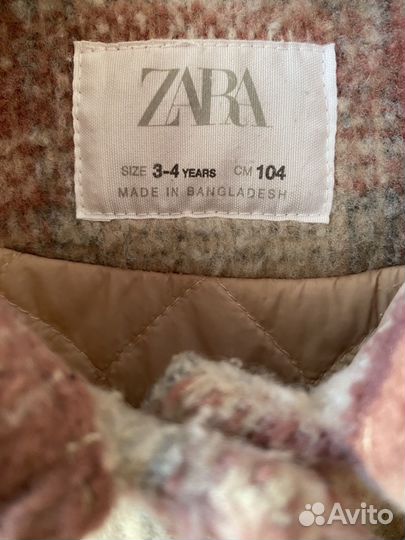 ZARA
SIZE 3-4 YEARS CM 104
MADE IN BANGLADESH
Avito